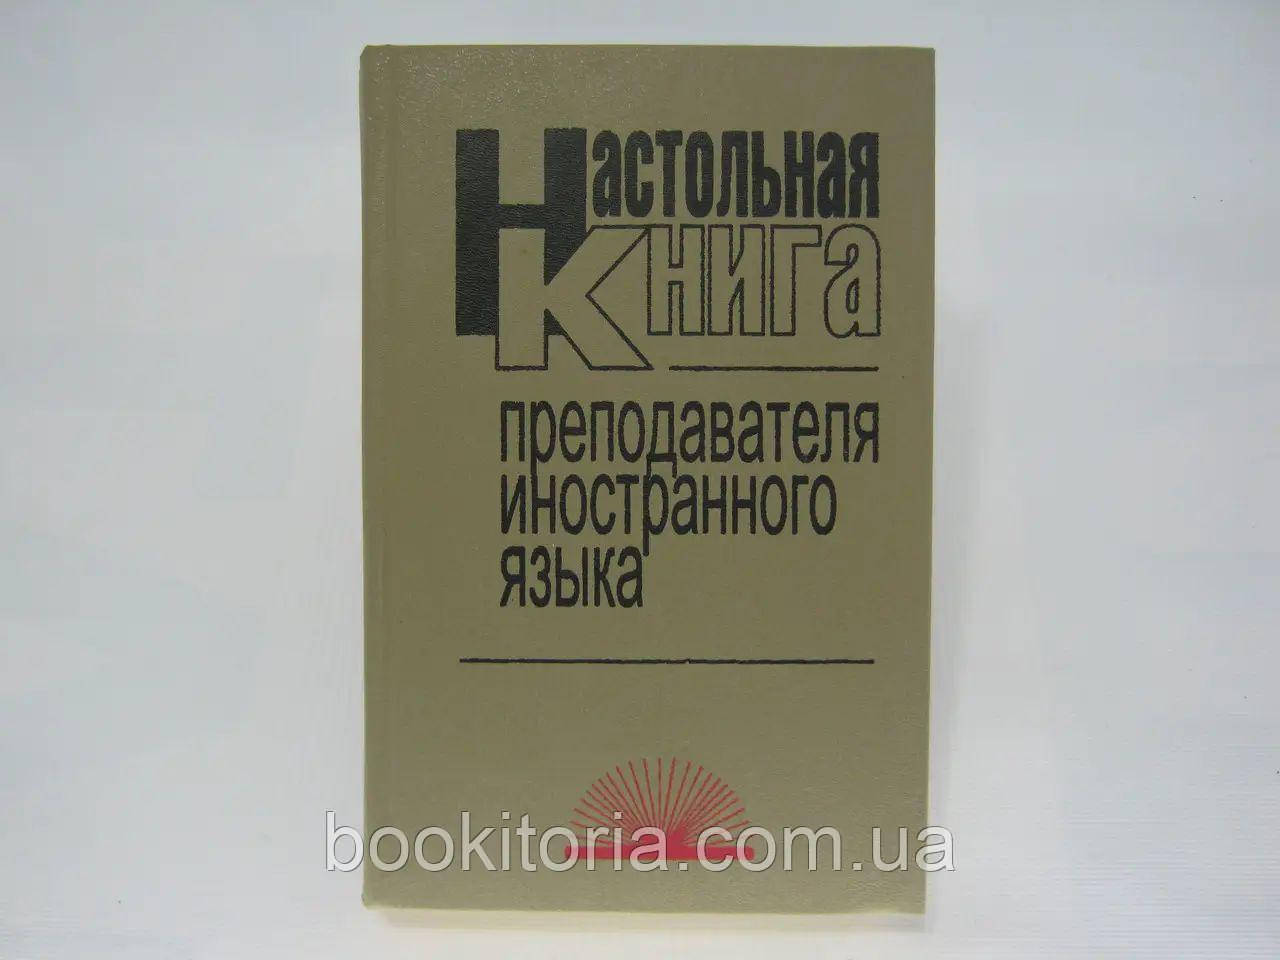 Настольная
книга
преподавателя
иностранного
языка
bookitoria.com.ua